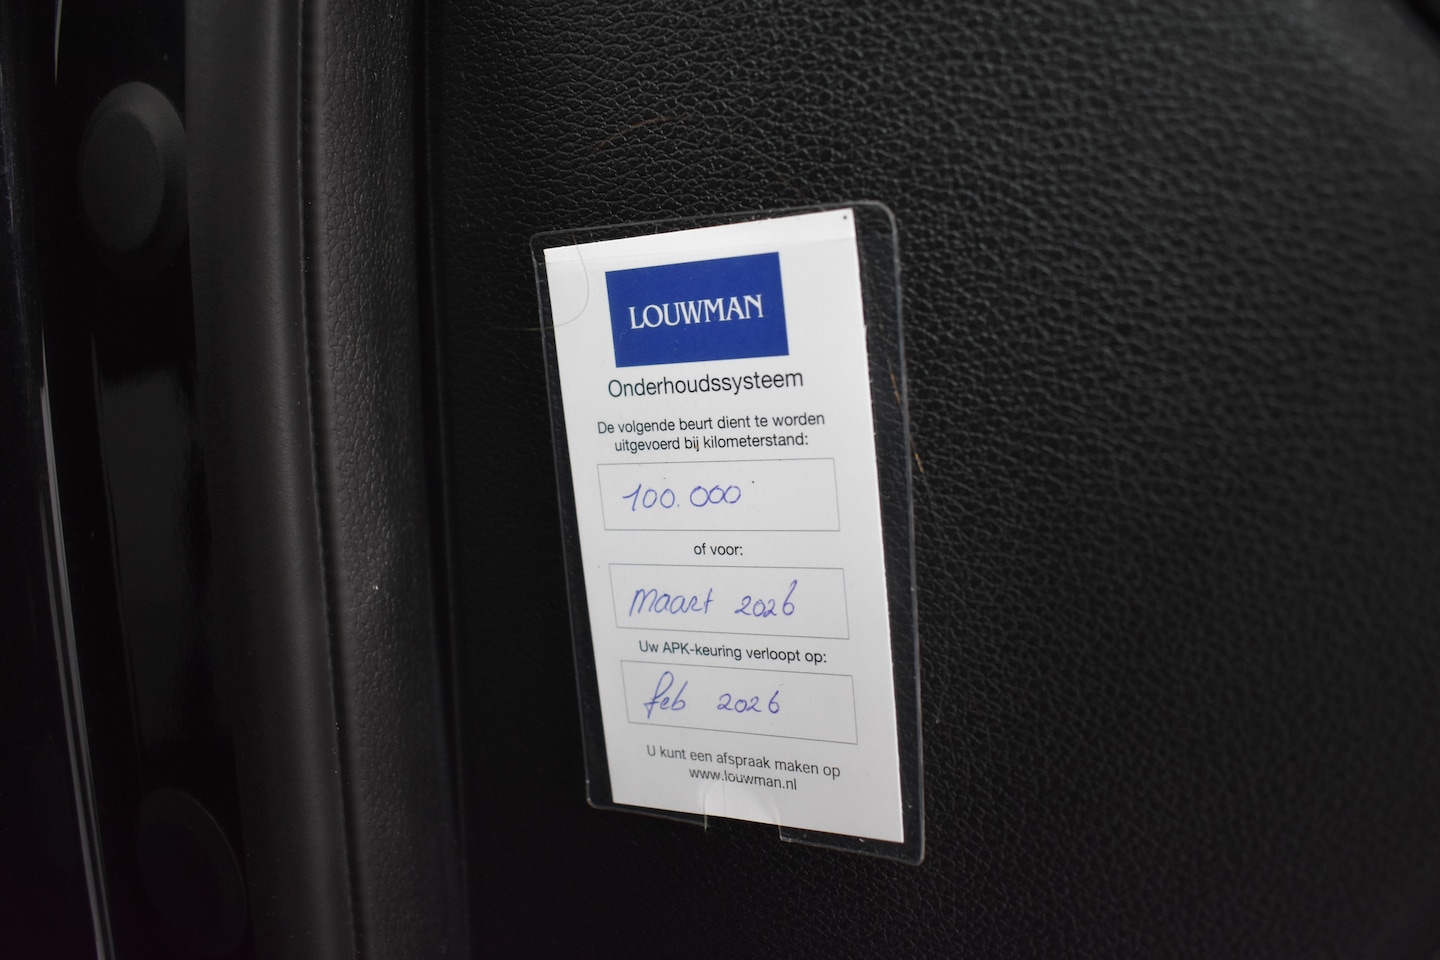 LOUWMAN
Onderhoudssysteem
De volgende beurt dient te worden
uitgevoerd bij kilometerstand:
100.000
of voor:
maart 2026
Uw APK-keuring verloopt op:
feb 2026
U kunt een afspraak maken op
www.louwman.nl